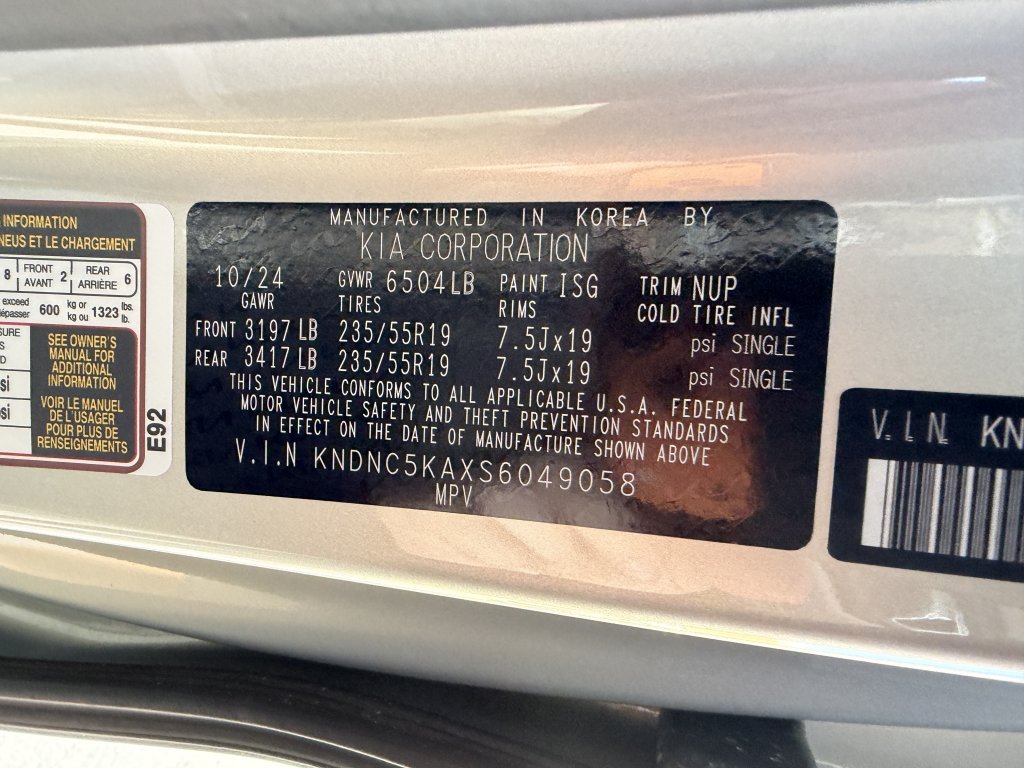 INFORMATION
NEUS ET LE CHARGEMENT
8 FRONT AVANT 2 REAR ARRIÈRE 6
exceed
600 kg or kg ou 1323 lbs. lb.
SEE OWNER'S
MANUAL FOR
ADDITIONAL
INFORMATION
VOIR LE MANUEL
DE L'USAGER
POUR PLUS DE
RENSEIGNEMENTS
E92
MANUFACTURED IN KOREA BY
KIA CORPORATION
10/24 GVWR 6504LB PAINT ISG TRIM NUP
GAWR TIRES RIMS COLD TIRE INFL
FRONT 3197 LB 235/55R19 7.5Jx19 psi SINGLE
REAR 3417 LB 235/55R19 7.5Jx19 psi SINGLE
THIS VEHICLE CONFORMS TO ALL APPLICABLE U.S.A. FEDERAL
MOTOR VEHICLE SAFETY AND THEFT PREVENTION STANDARDS
IN EFFECT ON THE DATE OF MANUFACTURE SHOWN ABOVE
V.I.N KNDNC5KAXS6049058
MPV
V.I.N KN